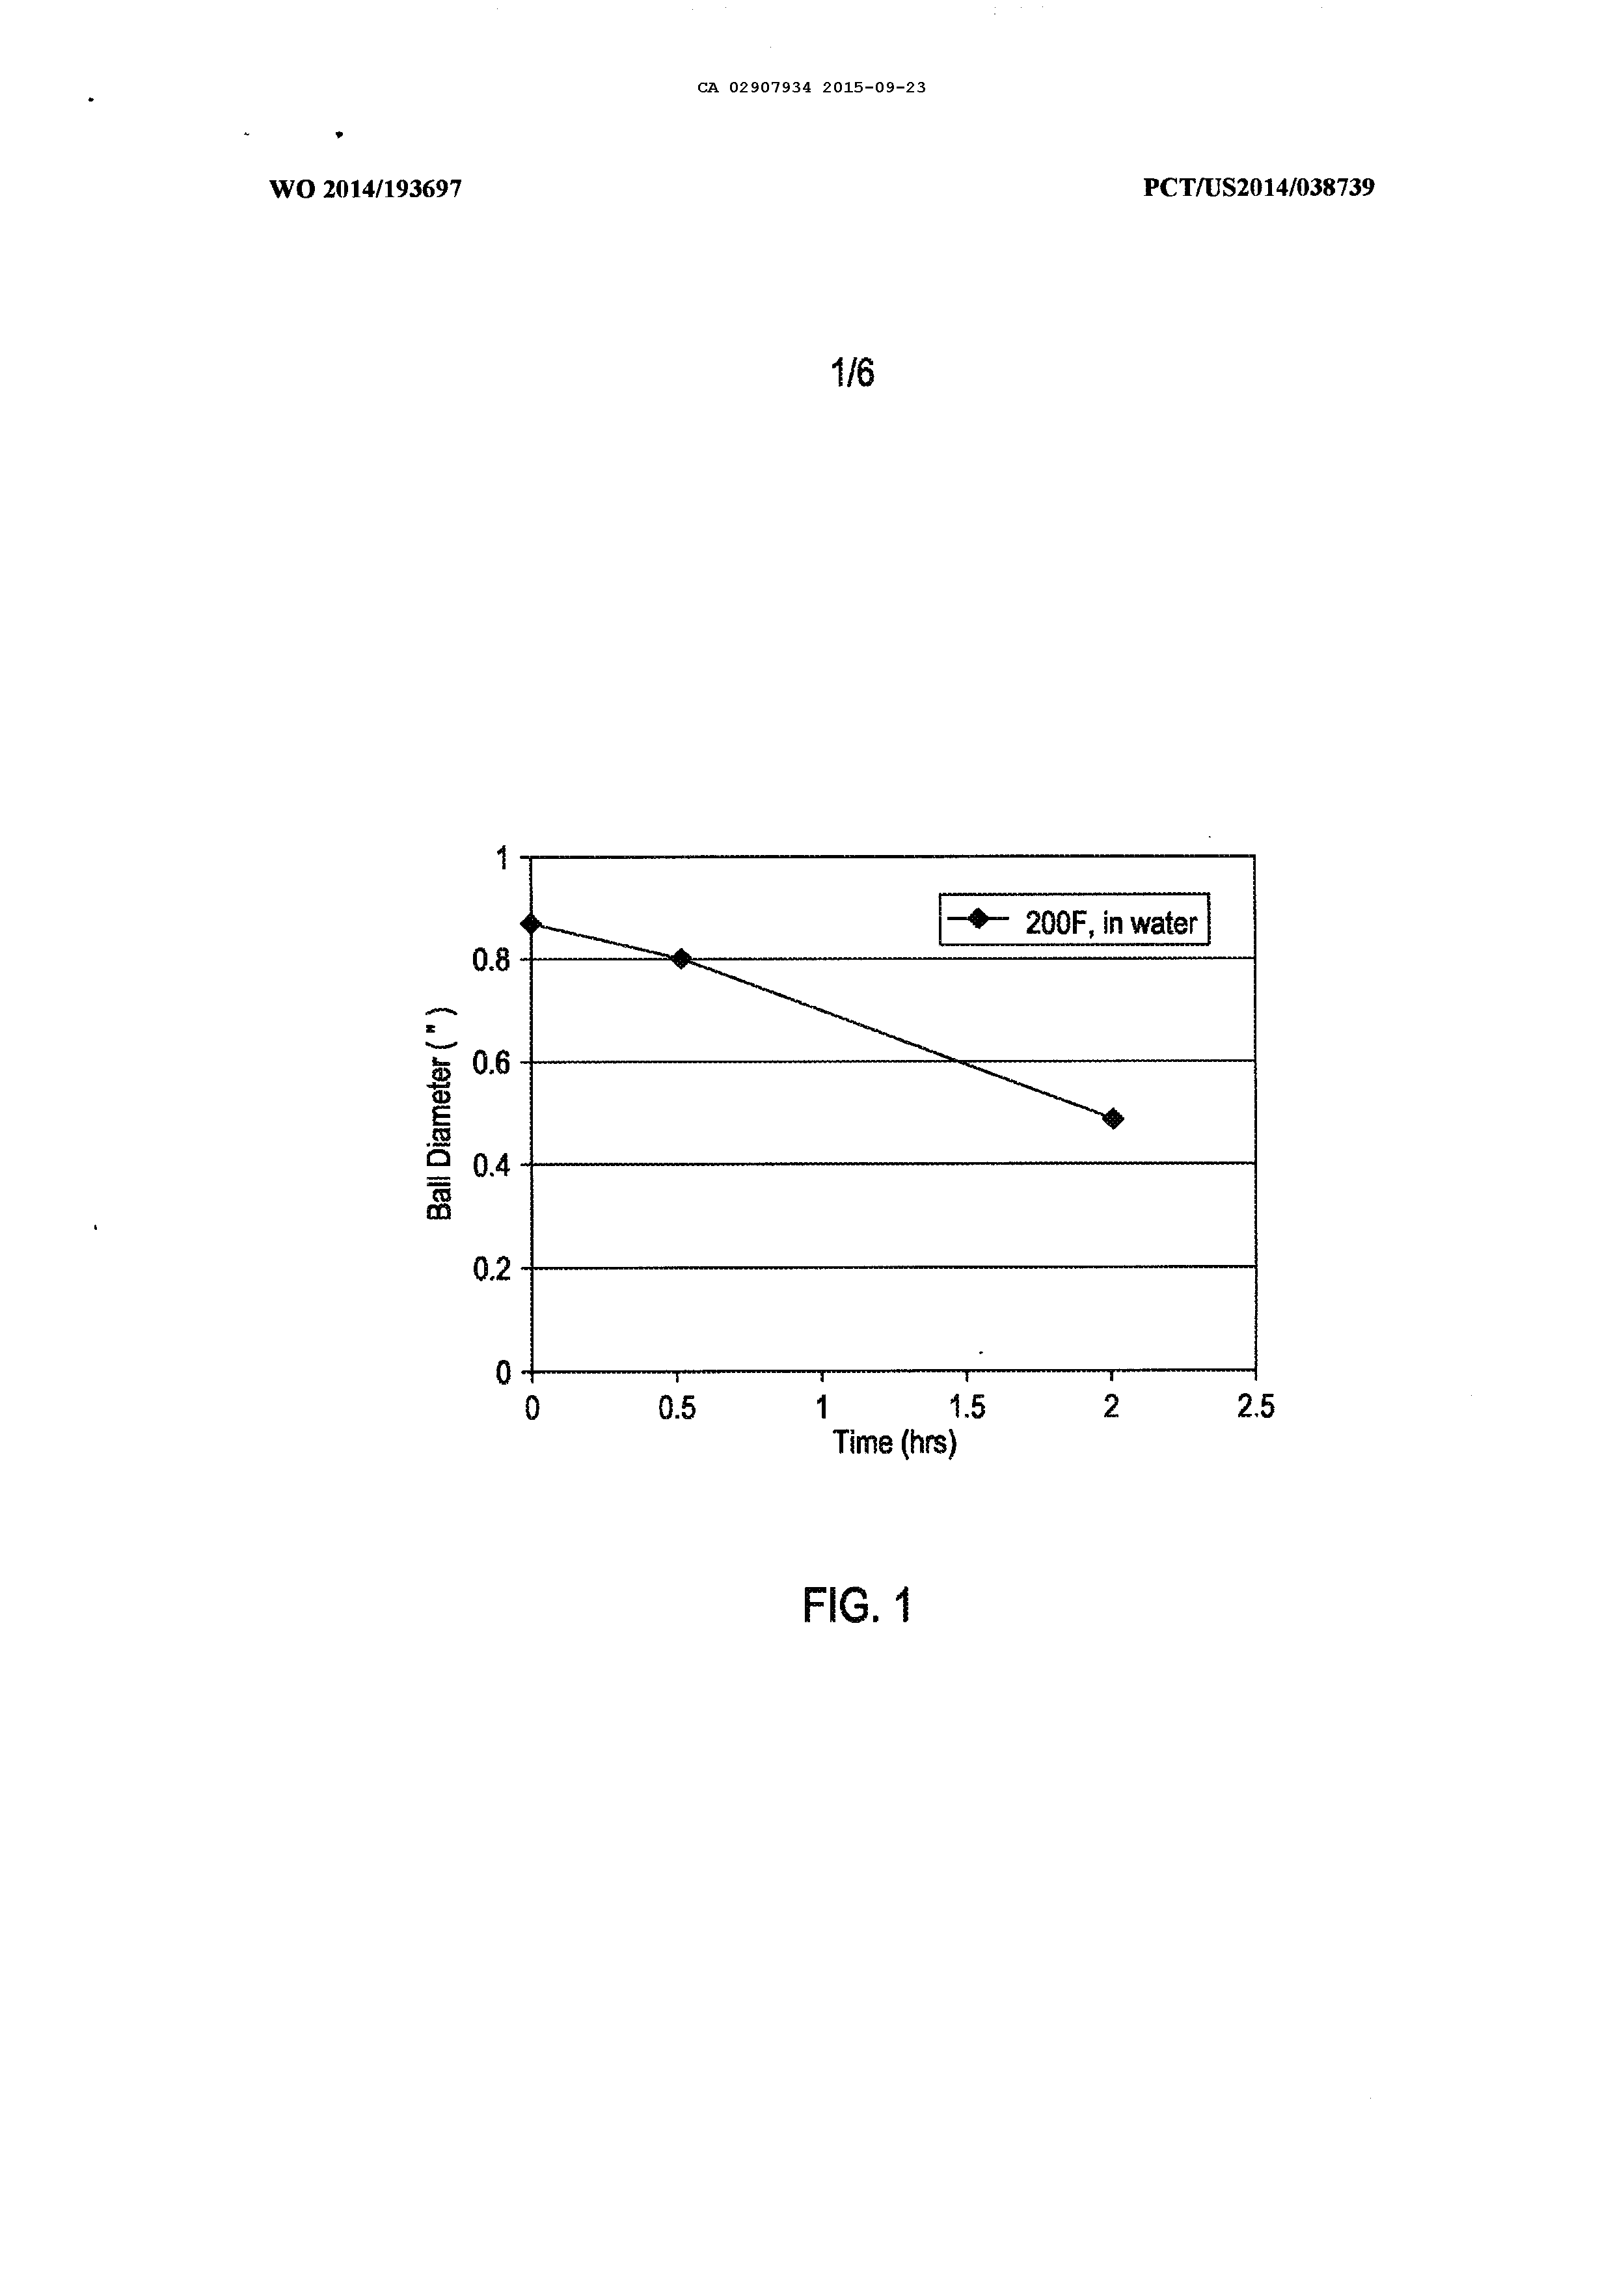 CA 02907934 2015-09-23
WO 2014/193697 PCT/US2014/038739
1/6
1
200F, in water
0.8
0.6
0.4
0.2
0
Ball Diameter ( " )
0 0.5 1 1.5 2 2.5
Time (hrs)
FIG. 1